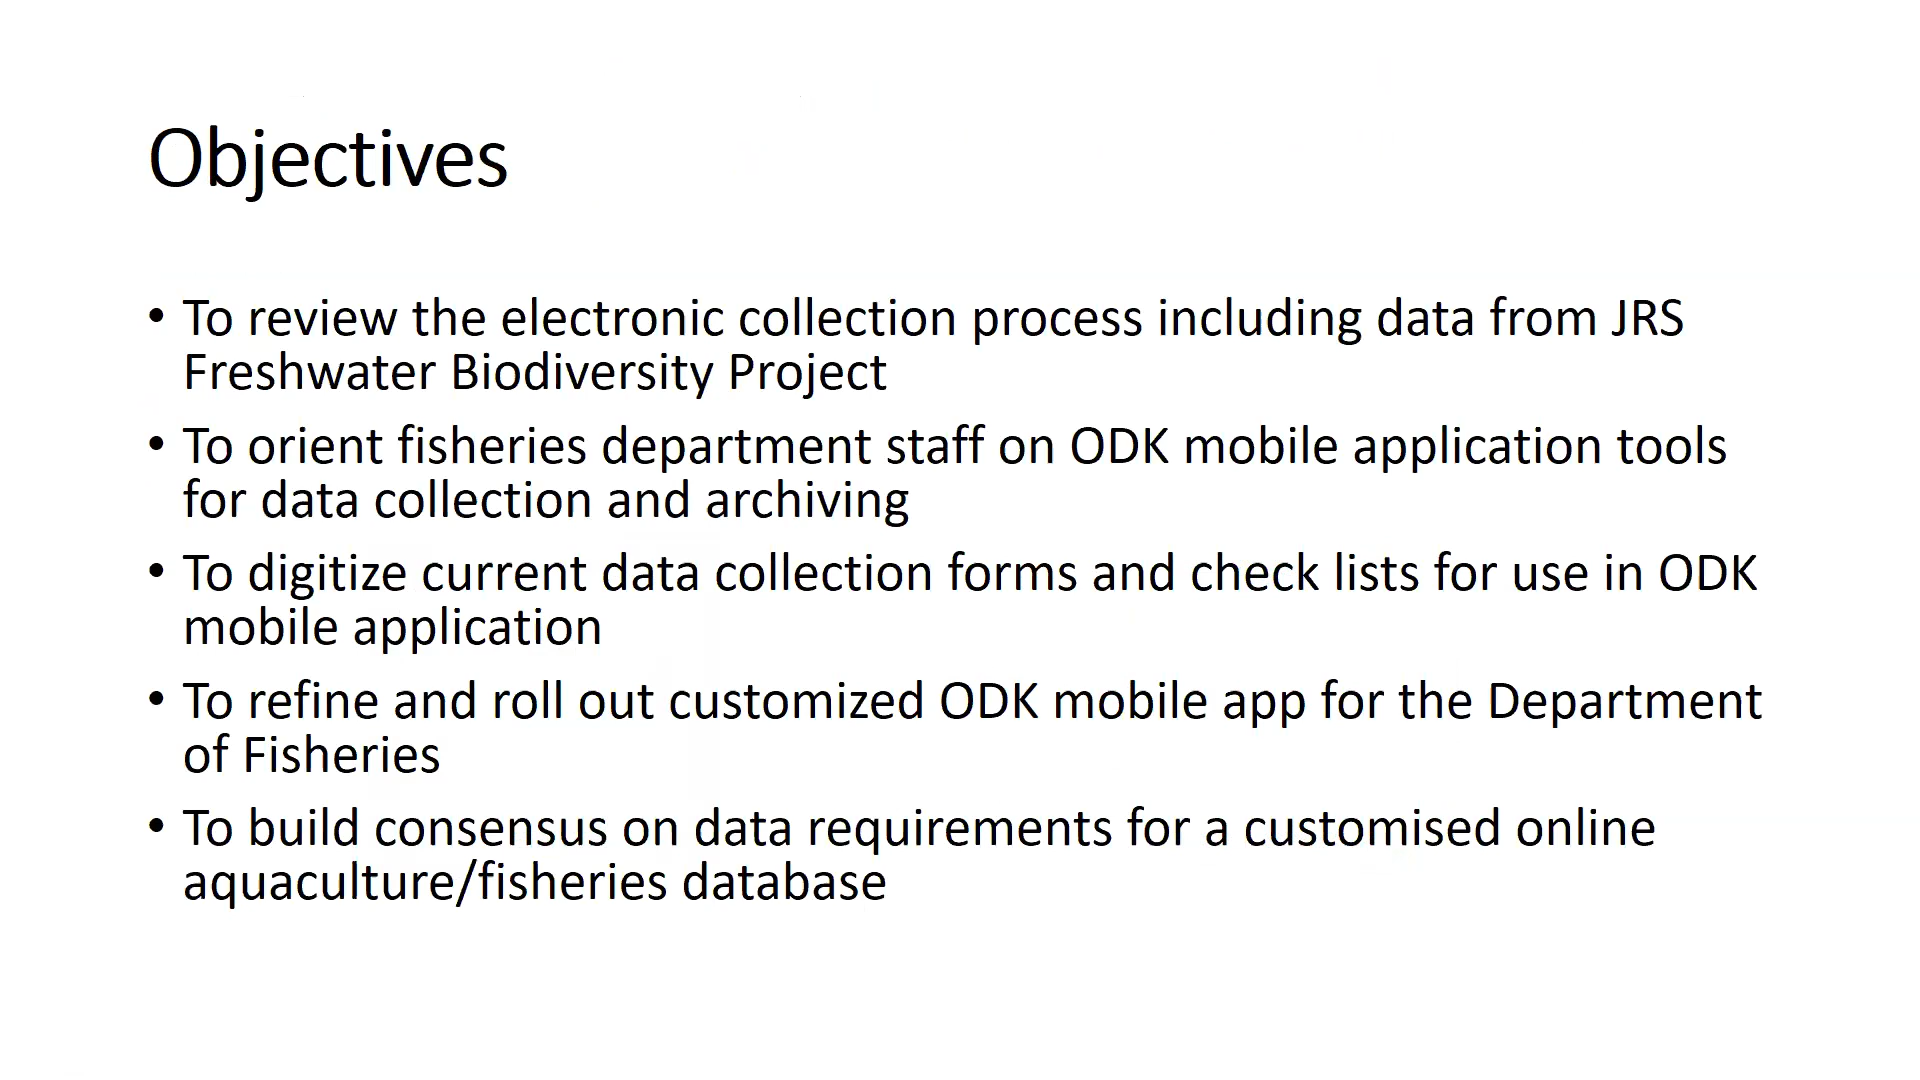 Objectives
• To review the electronic collection process including data from JRS
Freshwater Biodiversity Project
• To orient fisheries department staff on ODK mobile application tools
for data collection and archiving
• To digitize current data collection forms and check lists for use in ODK
mobile application
• To refine and roll out customized ODK mobile app for the Department
of Fisheries
• To build consensus on data requirements for a customised online
aquaculture/fisheries database